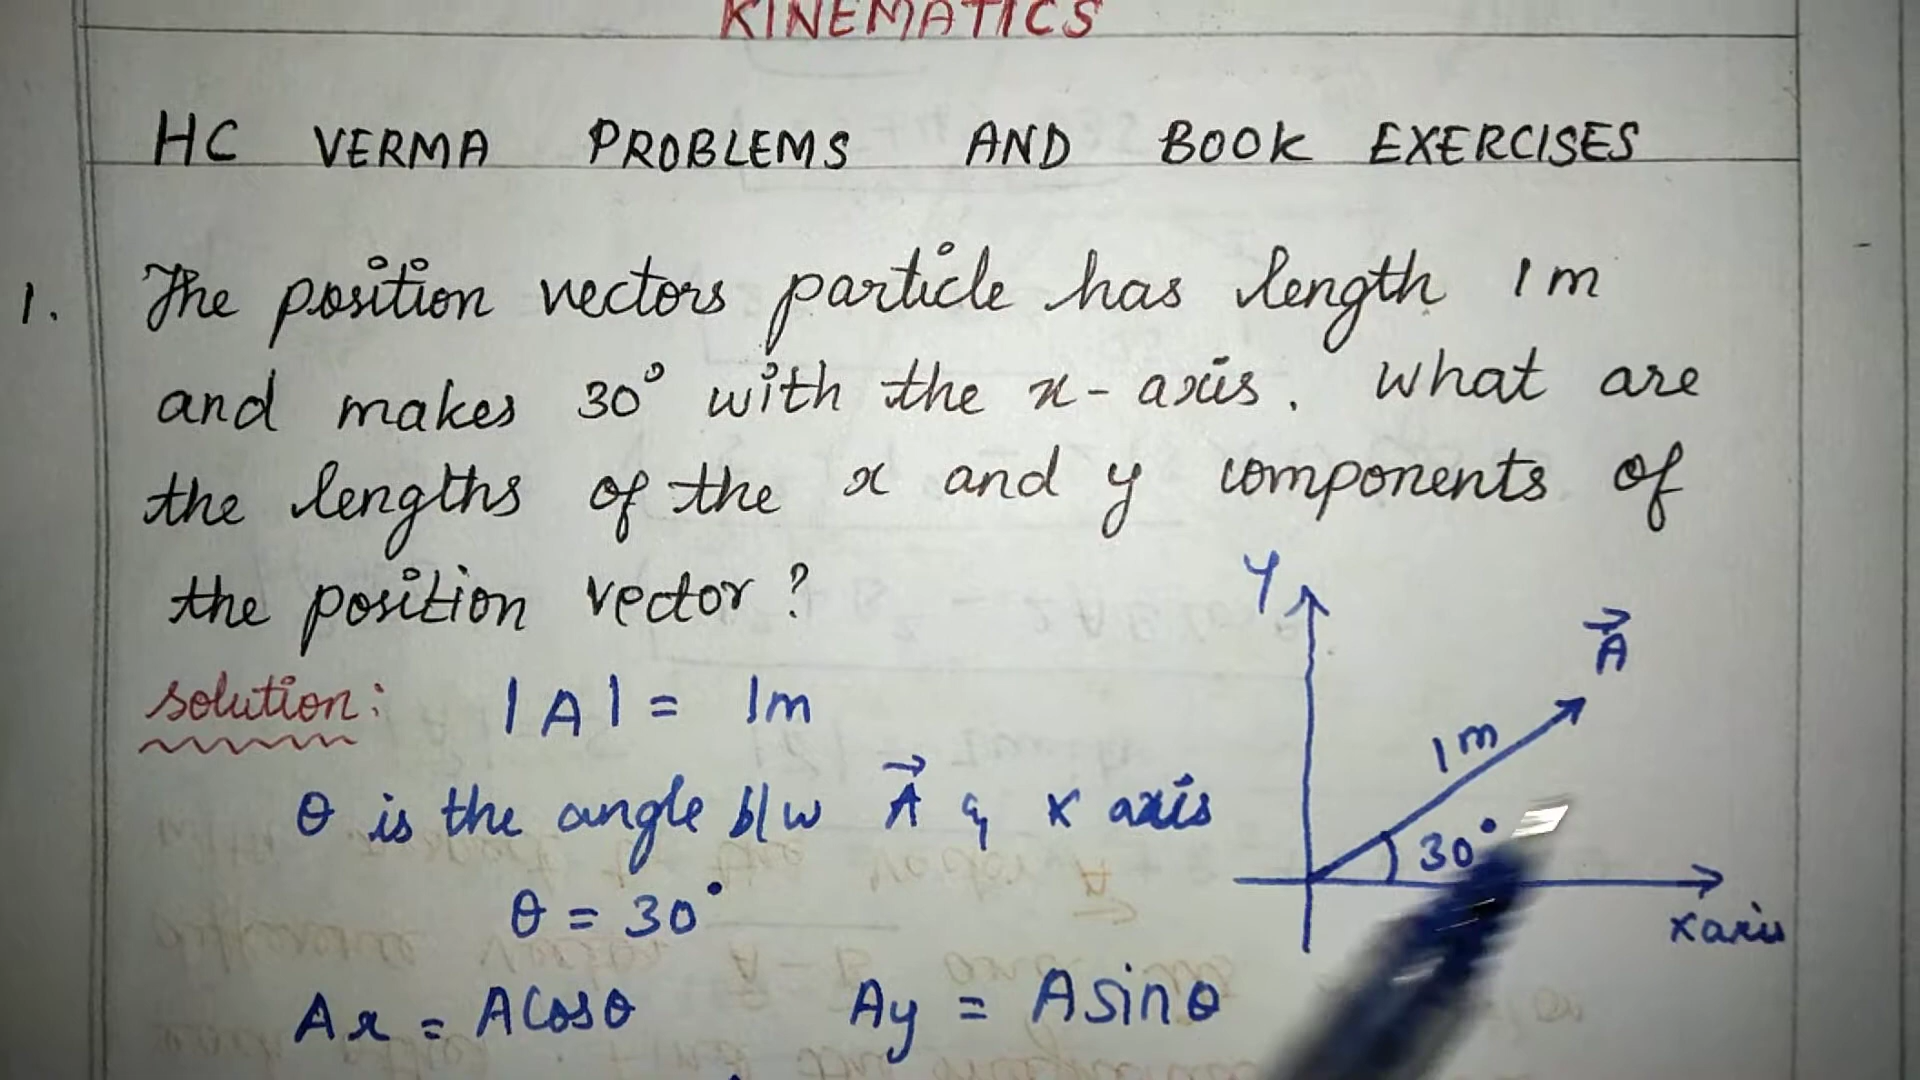 KINEMATICS
HC VERMA PROBLEMS AND BOOK EXERCISES
1. The position vectors particle has length 1m
and makes 30° with the x-axis. What are
the lengths of the x and y components of
the position vector?
solution: |A| = 1m
θ is the angle b/w A⃗ & x axis
θ = 30°
Ax = A cosθ Ay = A sinθ
Y
A⃗
1m
30°
x axis